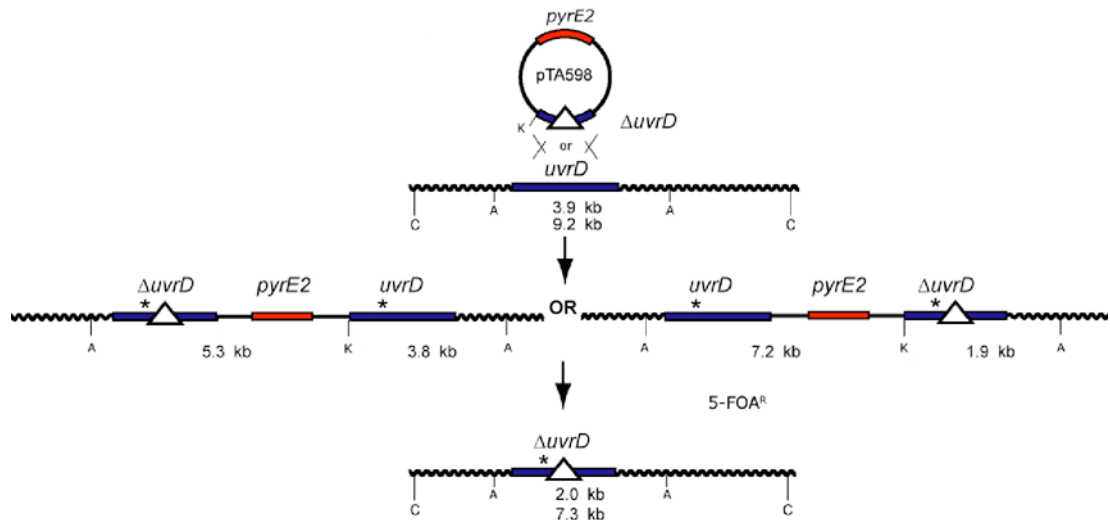 pyrE2
pTA598
K
ΔuvrD
or
uvrD
A A
3.9 kb
C C
9.2 kb
ΔuvrD pyrE2 uvrD OR uvrD pyrE2 ΔuvrD
* * * *
A K A A K A
5.3 kb 3.8 kb 7.2 kb 1.9 kb
5-FOAᴿ
ΔuvrD
*
A A
2.0 kb
C C
7.3 kb